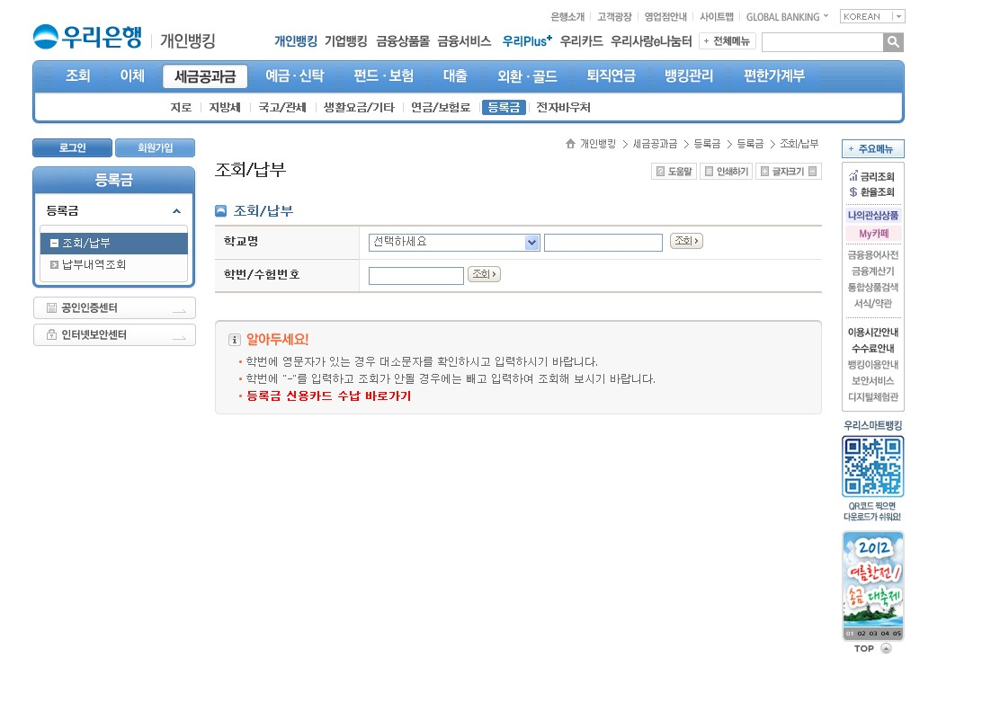 은행소개 고객광장 영업점안내 사이트맵 GLOBAL BANKING KOREAN
우리은행 개인뱅킹
개인뱅킹 기업뱅킹 금융상품몰 금융서비스 우리Plus+ 우리카드 우리사랑e나눔터 + 전체메뉴
조회 이체 세금공과금 예금·신탁 펀드·보험 대출 외환·골드 퇴직연금 뱅킹관리 편한가계부
지로 지방세 국고/관세 생활요금/기타 연금/보험료 등록금 전자바우처
로그인 회원가입
등록금
등록금
조회/납부
납부내역조회
공인인증센터
인터넷보안센터
개인뱅킹 > 세금공과금 > 등록금 > 등록금 > 조회/납부
조회/납부
도움말 인쇄하기 글자크기
조회/납부
학교명 선택하세요 조회 >
학번/수험번호 조회 >
알아두세요!
• 학번에 영문자가 있는 경우 대소문자를 확인하시고 입력하시기 바랍니다.
• 학번에 "-"를 입력하고 조회가 안될 경우에는 빼고 입력하여 조회해 보시기 바랍니다.
• 등록금 신용카드 수납 바로가기
+ 주요메뉴
금리조회
$ 환율조회
나의관심상품
My카페
금융용어사전
금융계산기
통합상품검색
서식/약관
이용시간안내
수수료안내
뱅킹이용안내
보안서비스
디지털체험관
우리스마트뱅킹
QR코드 찍으면
다운로드가 쉬워요!
2012
여름환전/
송금 대축제
01 02 03 04 05
TOP